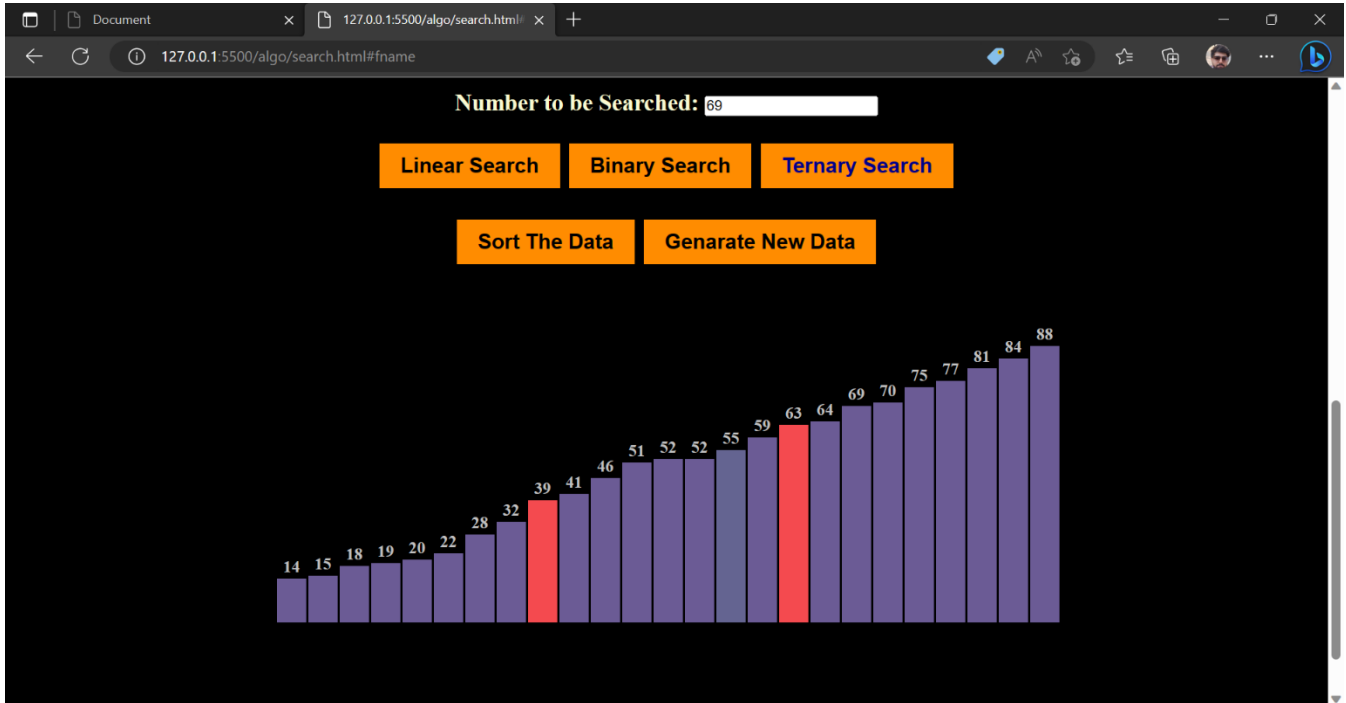 Document
127.0.0.1:5500/algo/search.html#
127.0.0.1:5500/algo/search.html#fname
Number to be Searched: 69
Linear Search Binary Search Ternary Search
Sort The Data Genarate New Data
14 15 18 19 20 22 28 32 39 41 46 51 52 52 55 59 63 64 69 70 75 77 81 84 88